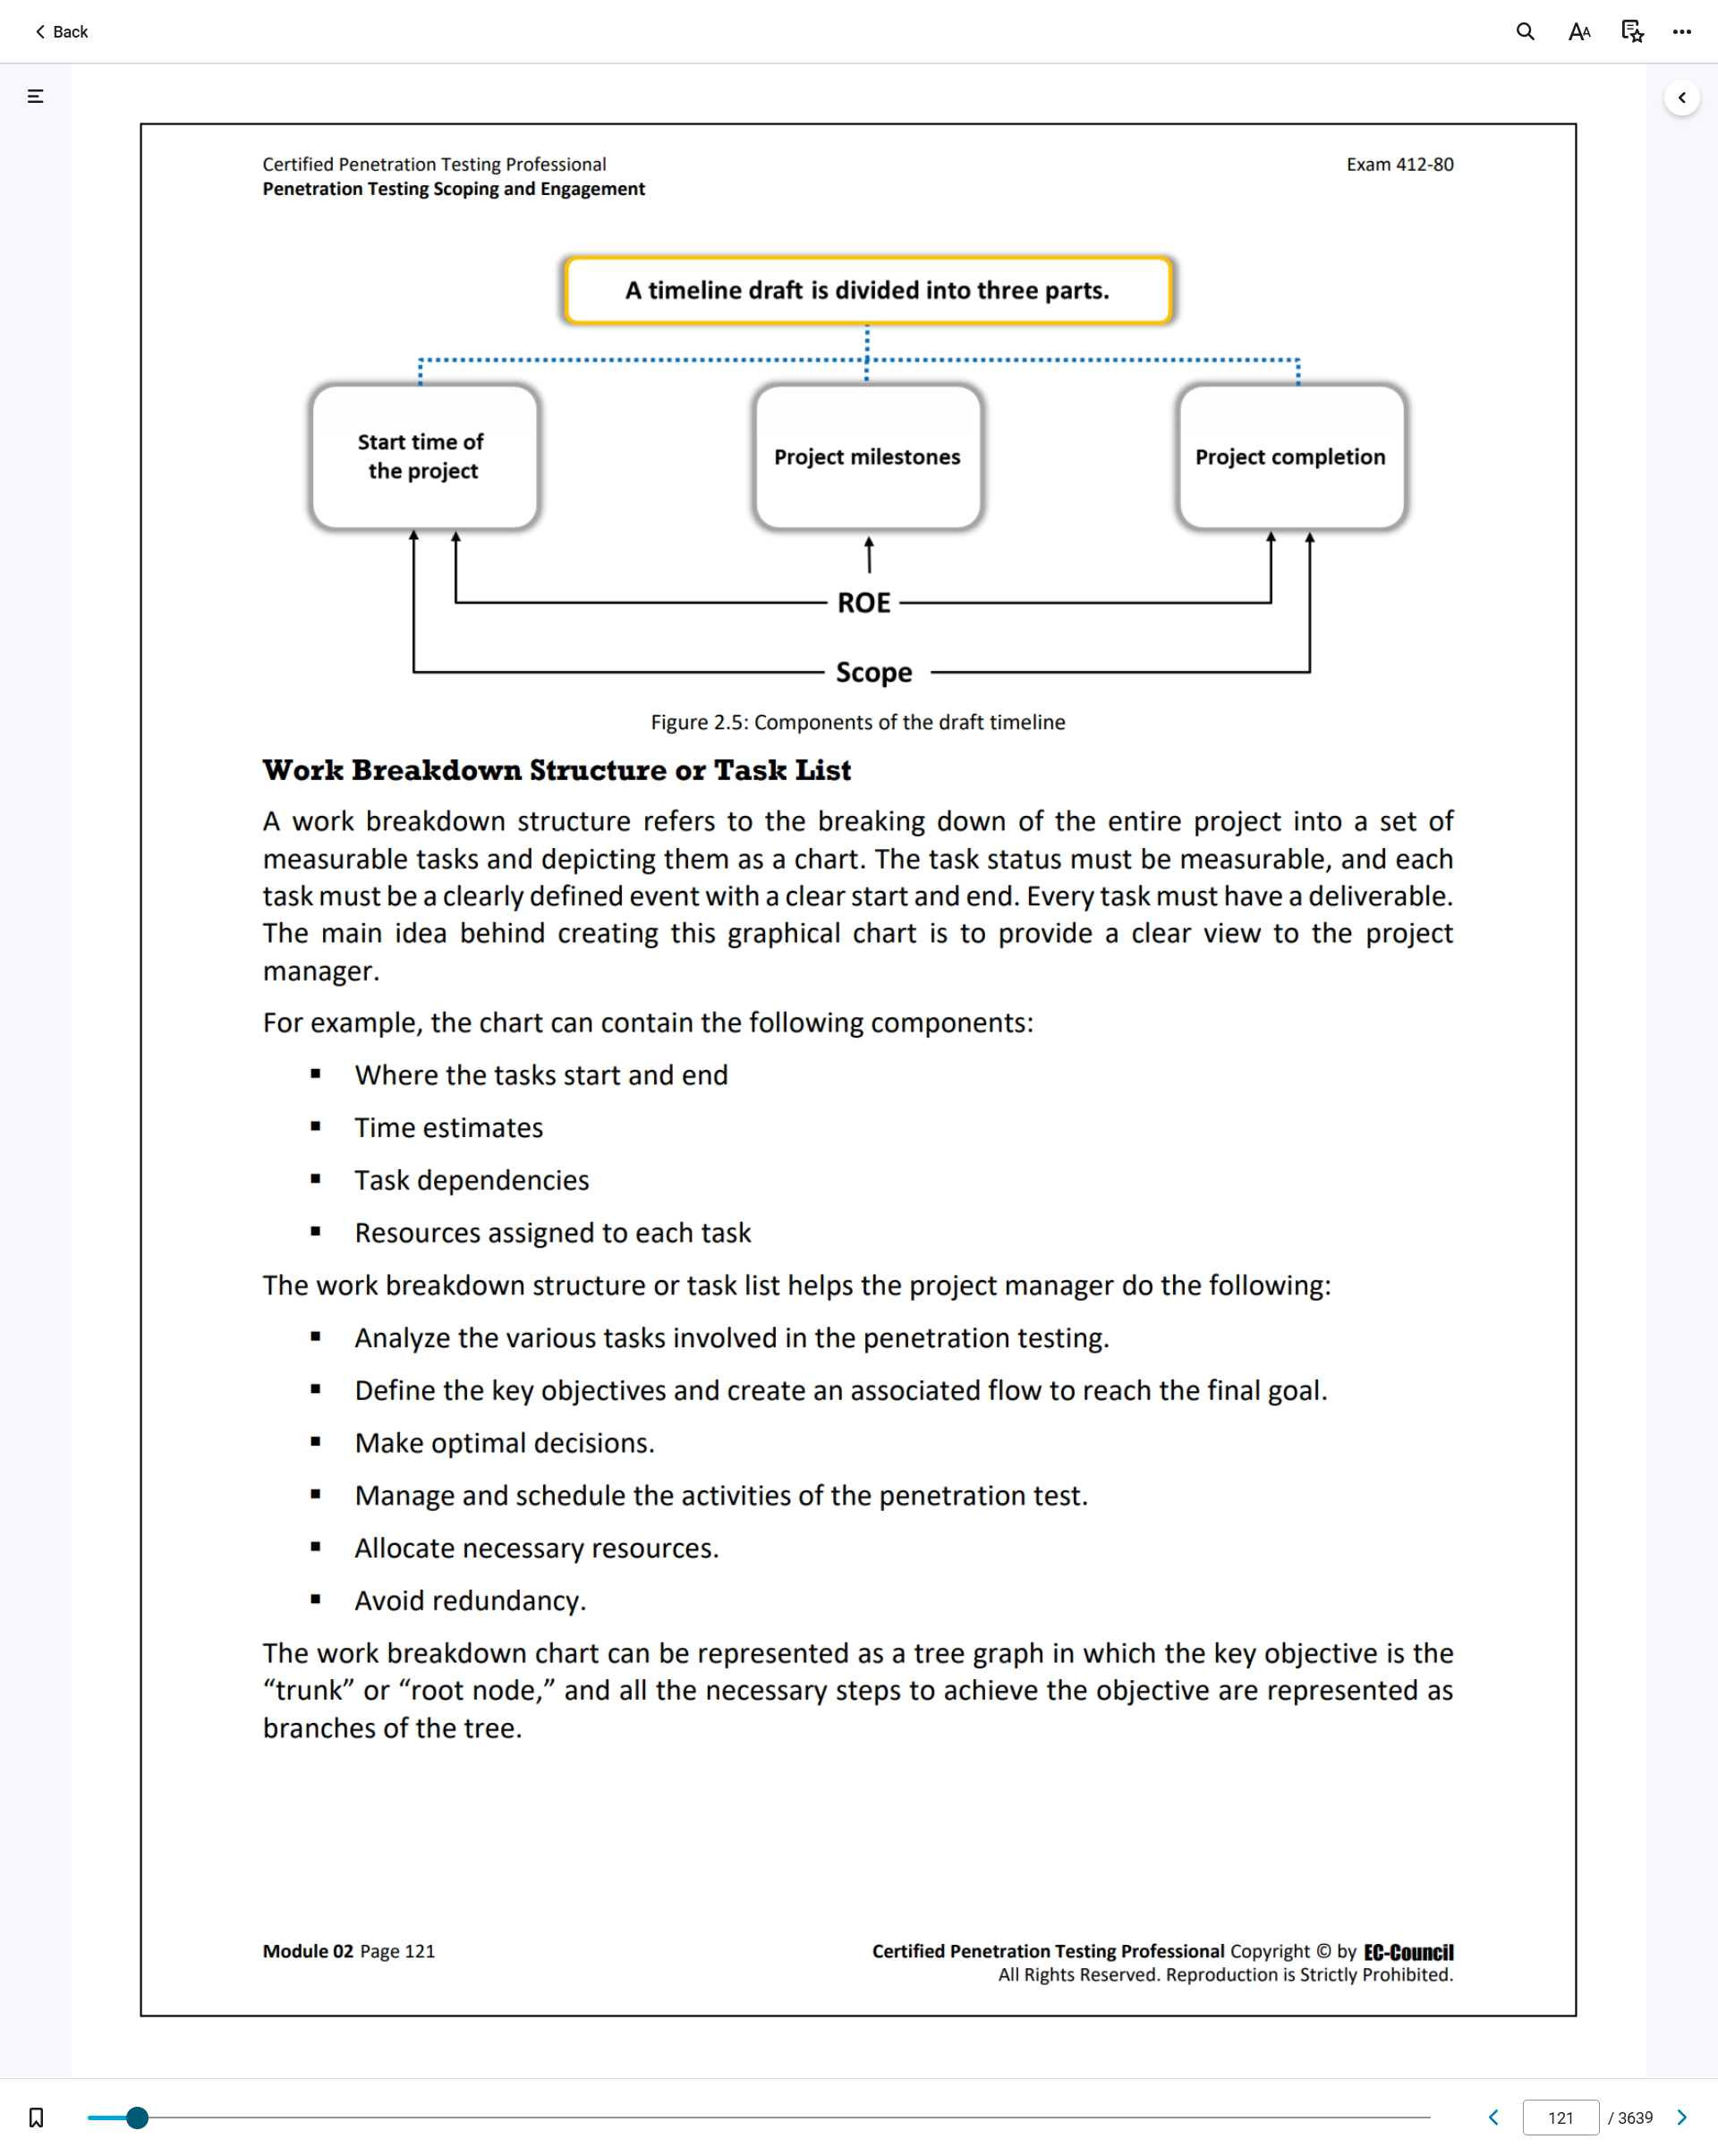 Back
Certified Penetration Testing Professional
Exam 412-80
Penetration Testing Scoping and Engagement
A timeline draft is divided into three parts.
Start time of
the project
Project milestones
Project completion
ROE
Scope
Figure 2.5: Components of the draft timeline
Work Breakdown Structure or Task List
A work breakdown structure refers to the breaking down of the entire project into a set of
measurable tasks and depicting them as a chart. The task status must be measurable, and each
task must be a clearly defined event with a clear start and end. Every task must have a deliverable.
The main idea behind creating this graphical chart is to provide a clear view to the project
manager.
For example, the chart can contain the following components:
▪ Where the tasks start and end
▪ Time estimates
▪ Task dependencies
▪ Resources assigned to each task
The work breakdown structure or task list helps the project manager do the following:
▪ Analyze the various tasks involved in the penetration testing.
▪ Define the key objectives and create an associated flow to reach the final goal.
▪ Make optimal decisions.
▪ Manage and schedule the activities of the penetration test.
▪ Allocate necessary resources.
▪ Avoid redundancy.
The work breakdown chart can be represented as a tree graph in which the key objective is the
“trunk” or “root node,” and all the necessary steps to achieve the objective are represented as
branches of the tree.
Module 02 Page 121
Certified Penetration Testing Professional Copyright © by EC-Council
All Rights Reserved. Reproduction is Strictly Prohibited.
121 / 3639